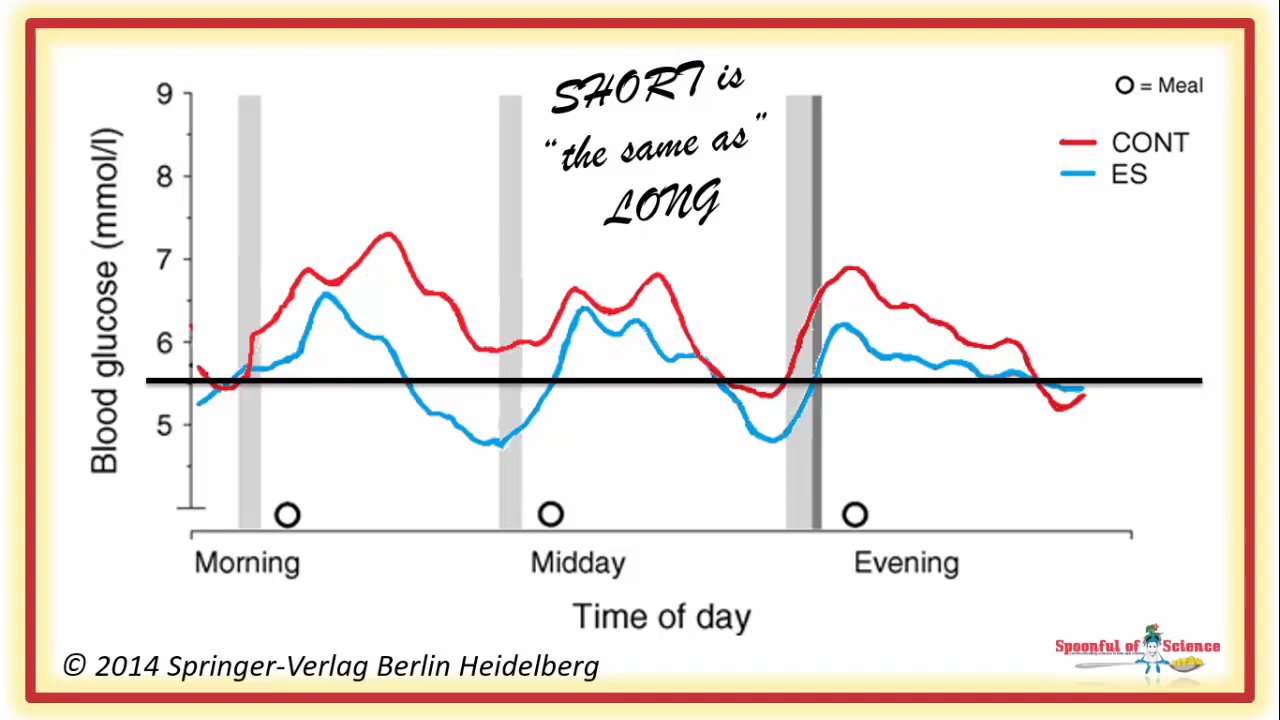 SHORT is
“the same as”
LONG
O = Meal
CONT
ES
Blood glucose (mmol/l)
9
8
7
6
5
Morning
Midday
Evening
Time of day
© 2014 Springer-Verlag Berlin Heidelberg
Spoonful of Science